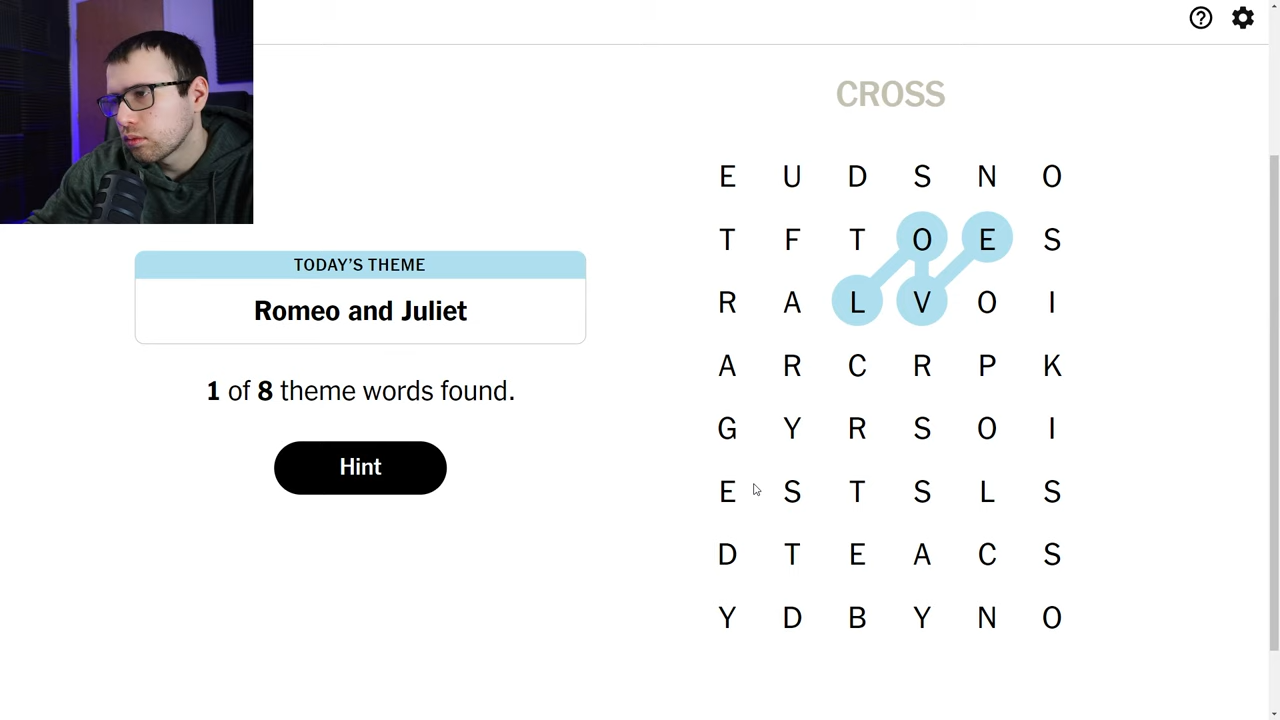 CROSS
E U D S N O
T F T O E S
R A L V O I
A R C R P K
G Y R S O I
E S T S L S
D T E A C S
Y D B Y N O
TODAY'S THEME
Romeo and Juliet
1 of 8 theme words found.
Hint